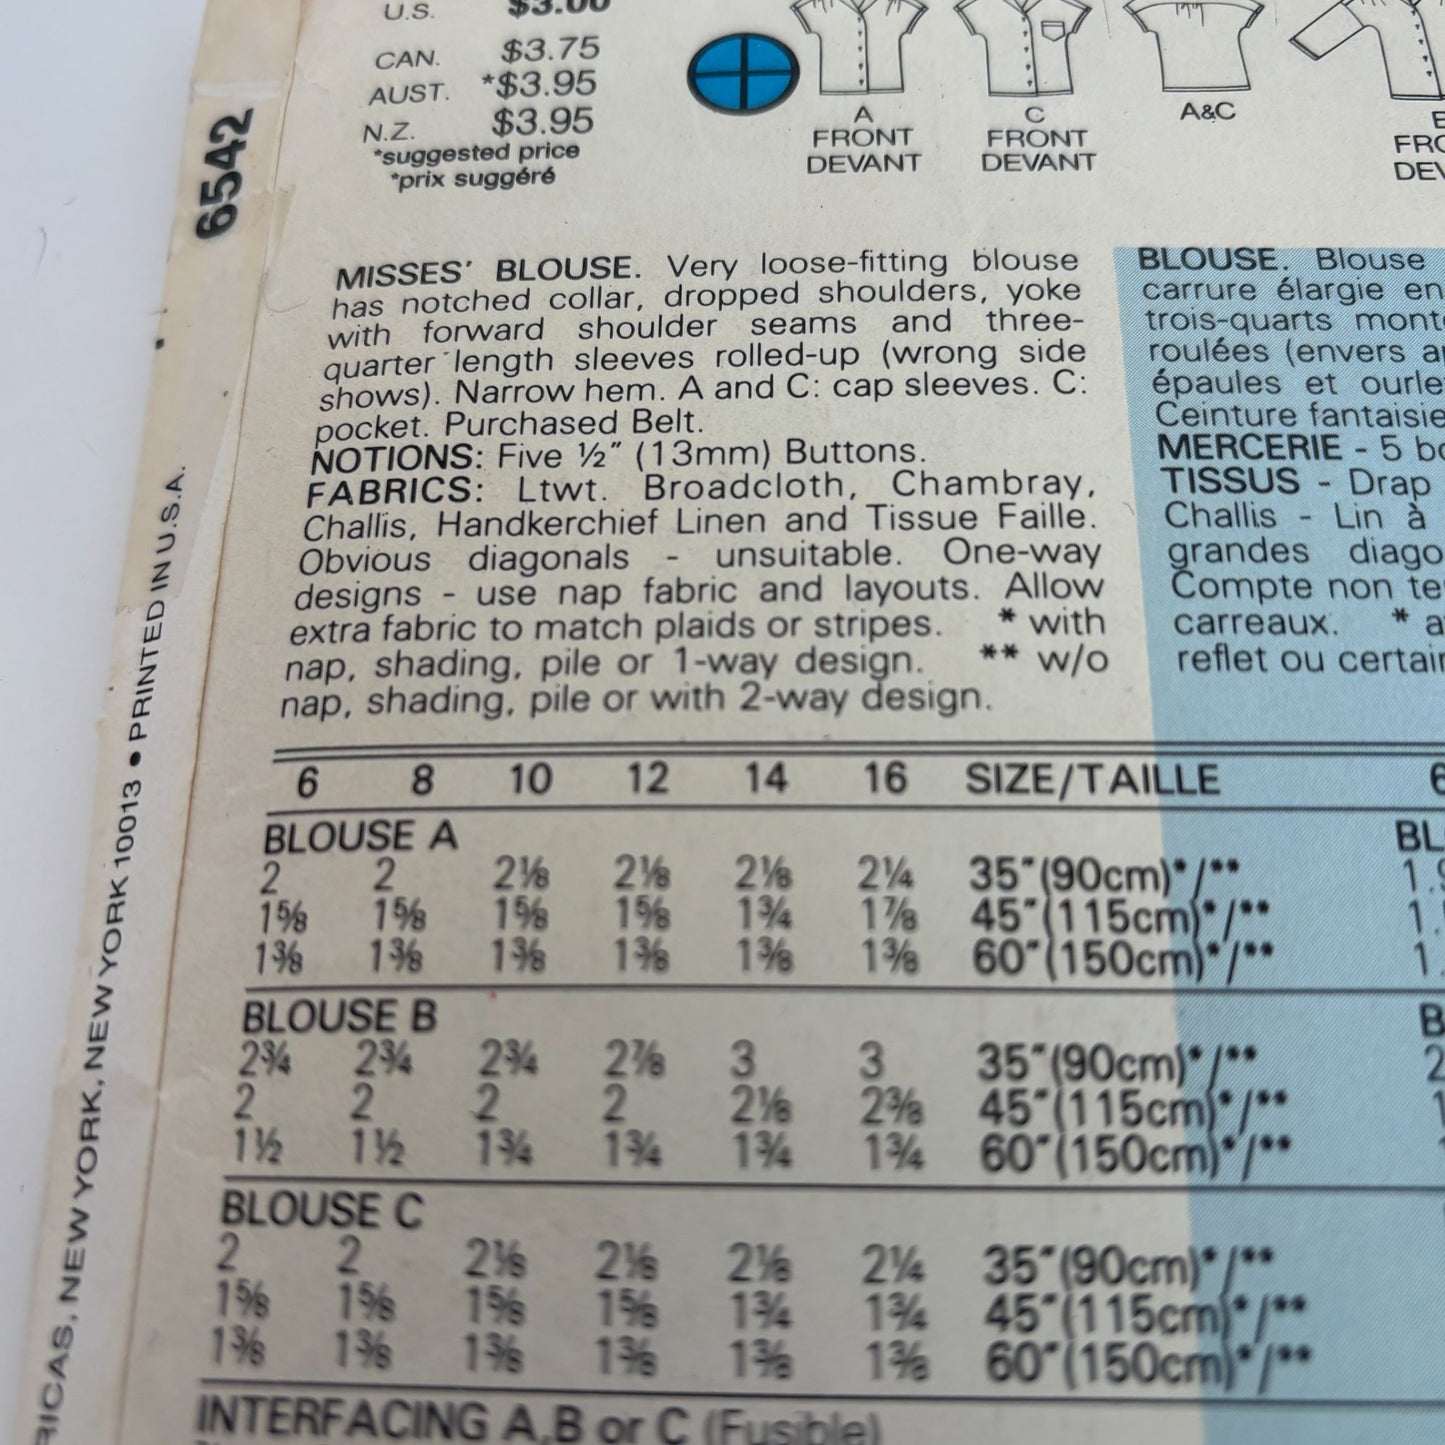 U.S. $3.00
CAN. $3.75
AUST. *$3.95
N.Z. $3.95
*suggested price
*prix suggéré
A
FRONT
DEVANT
C
FRONT
DEVANT
A&C
6542
RICAS, NEW YORK, NEW YORK 10013 ● PRINTED IN U.S.A.
MISSES' BLOUSE. Very loose-fitting blouse
has notched collar, dropped shoulders, yoke
with forward shoulder seams and three-
quarter length sleeves rolled-up (wrong side
shows). Narrow hem. A and C: cap sleeves. C:
pocket. Purchased Belt.
NOTIONS: Five ½" (13mm) Buttons.
FABRICS: Ltwt. Broadcloth, Chambray,
Challis, Handkerchief Linen and Tissue Faille.
Obvious diagonals - unsuitable. One-way
designs - use nap fabric and layouts. Allow
extra fabric to match plaids or stripes. * with
nap, shading, pile or 1-way design. ** w/o
nap, shading, pile or with 2-way design.
BLOUSE. Blouse
carrure élargie en
trois-quarts
roulées (envers
épaules et
Ceinture fantaisie
MERCERIE - 5
TISSUS - Drap
Challis - Lin à
grandes
Compte non
carreaux. *
reflet ou
6 8 10 12 14 16 SIZE/TAILLE
BLOUSE A
2 2 2⅛ 2⅛ 2⅛ 2¼ 35"(90cm)*/**
1⅝ 1⅝ 1⅝ 1⅝ 1¾ 1⅞ 45"(115cm)*/**
1⅜ 1⅜ 1⅜ 1⅜ 1⅜ 1⅜ 60"(150cm)*/**
BLOUSE B
2¾ 2¾ 2¾ 2⅞ 3 3 35"(90cm)*/**
2 2 2 2 2⅛ 2⅜ 45"(115cm)*/**
1½ 1½ 1¾ 1¾ 1¾ 1¾ 60"(150cm)*/**
BLOUSE C
2 2 2⅛ 2⅛ 2⅛ 2¼ 35"(90cm)*/**
1⅝ 1⅝ 1⅝ 1⅝ 1¾ 1¾ 45"(115cm)*/**
1⅜ 1⅜ 1⅜ 1⅜ 1⅜ 1⅜ 60"(150cm)*/**
INTERFACING A,B or C (Fusible)